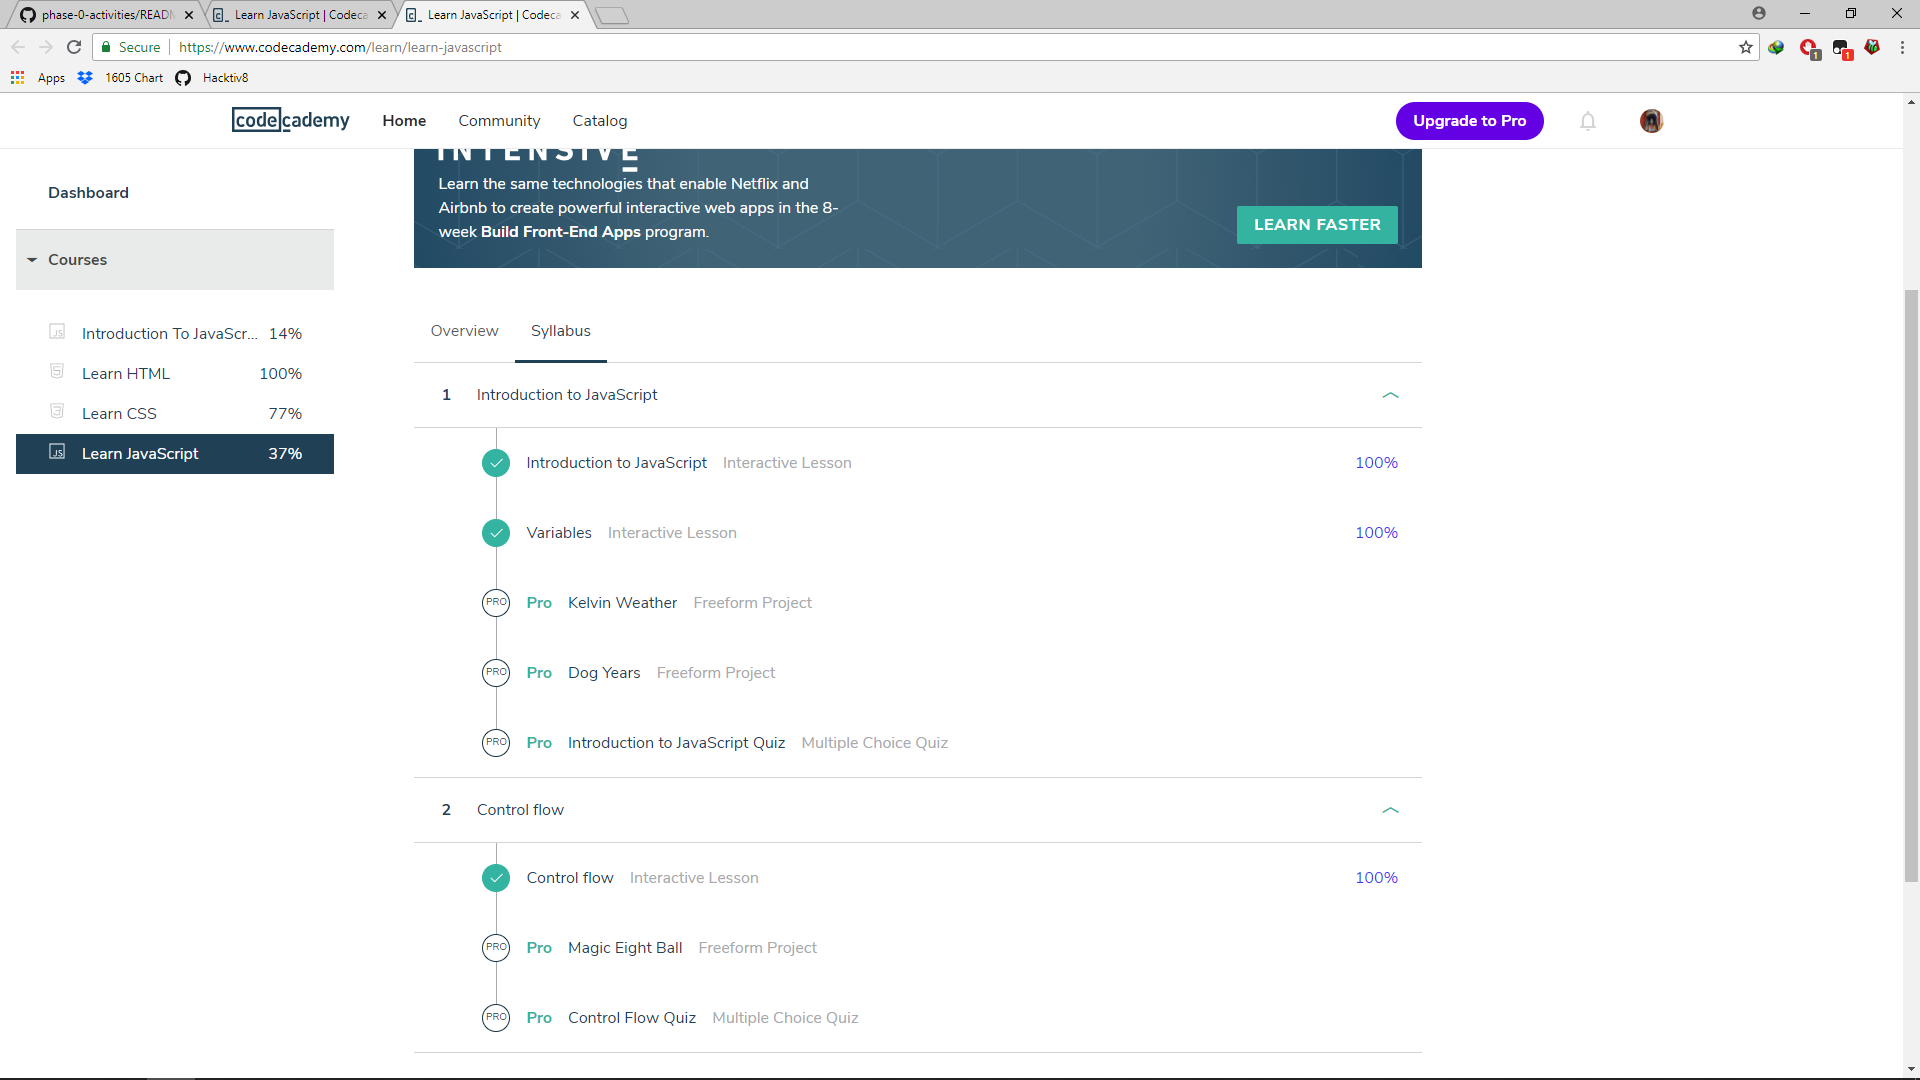 phase-0-activities/READM
Learn JavaScript | Codeca
Learn JavaScript | Codeca
Secure
https://www.codecademy.com/learn/learn-javascript
1
1
Apps
1605 Chart
Hacktiv8
codecademy
Home
Community
Catalog
Upgrade to Pro
INTENSIVE
Learn the same technologies that enable Netflix and
Airbnb to create powerful interactive web apps in the 8-
week Build Front-End Apps program.
LEARN FASTER
Dashboard
Courses
JS Introduction To JavaScr... 14%
Learn HTML 100%
Learn CSS 77%
JS Learn JavaScript 37%
Overview
Syllabus
1 Introduction to JavaScript
Introduction to JavaScript Interactive Lesson 100%
Variables Interactive Lesson 100%
PRO Pro Kelvin Weather Freeform Project
PRO Pro Dog Years Freeform Project
PRO Pro Introduction to JavaScript Quiz Multiple Choice Quiz
2 Control flow
Control flow Interactive Lesson 100%
PRO Pro Magic Eight Ball Freeform Project
PRO Pro Control Flow Quiz Multiple Choice Quiz